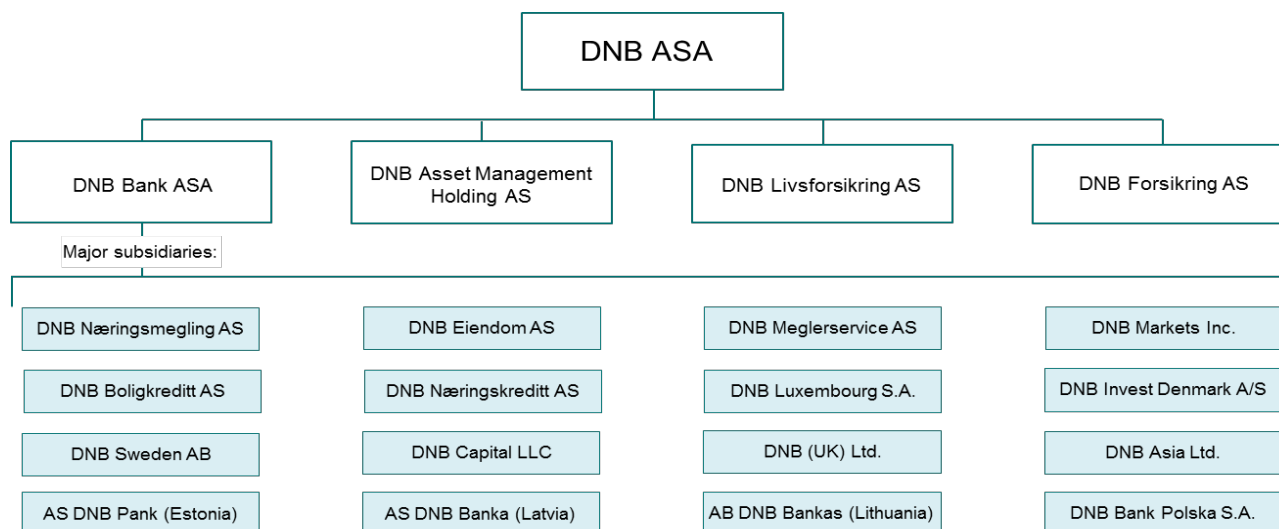 DNB ASA
DNB Bank ASA
DNB Asset Management
Holding AS
DNB Livsforsikring AS
DNB Forsikring AS
Major subsidiaries:
DNB Næringsmegling AS
DNB Eiendom AS
DNB Meglerservice AS
DNB Markets Inc.
DNB Boligkreditt AS
DNB Næringskreditt AS
DNB Luxembourg S.A.
DNB Invest Denmark A/S
DNB Sweden AB
DNB Capital LLC
DNB (UK) Ltd.
DNB Asia Ltd.
AS DNB Pank (Estonia)
AS DNB Banka (Latvia)
AB DNB Bankas (Lithuania)
DNB Bank Polska S.A.